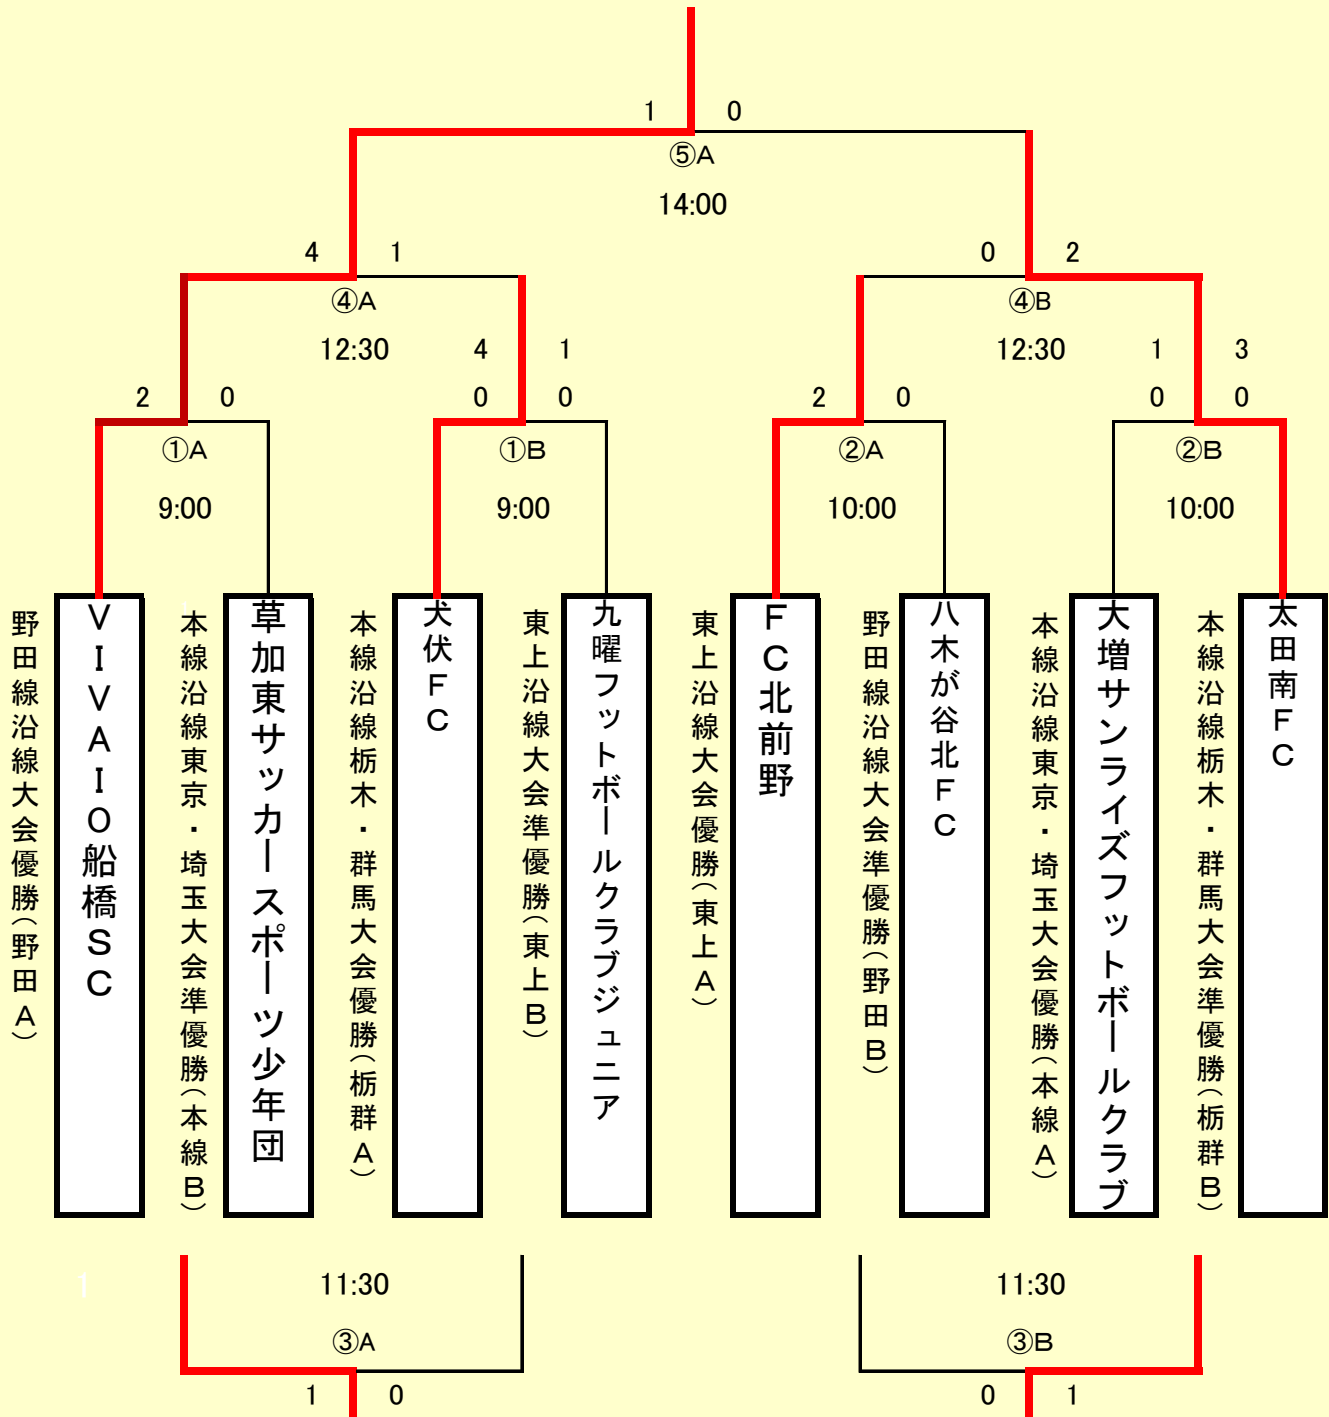 1 0
⑤A
14:00
4 1
0 2
④A
④B
12:30
12:30
4 1
1 3
2 0
0 0
2 0
0 0
①A
①B
②A
②B
9:00
9:00
10:00
10:00
野田線沿線大会優勝(野田A)
VIVAIO船橋SC
本線沿線東京・埼玉大会準優勝(本線B)
草加東サッカースポーツ少年団
本線沿線栃木・群馬大会優勝(栃群A)
犬伏FC
東上沿線大会準優勝(東上B)
九曜フットボールクラブジュニア
東上沿線大会優勝(東上A)
FC北前野
野田線沿線大会準優勝(野田B)
八木が谷北FC
本線沿線東京・埼玉大会優勝(本線A)
大増サンライズフットボールクラブ
本線沿線栃木・群馬大会準優勝(栃群B)
太田南FC
1
11:30
11:30
③A
③B
1 0
0 1